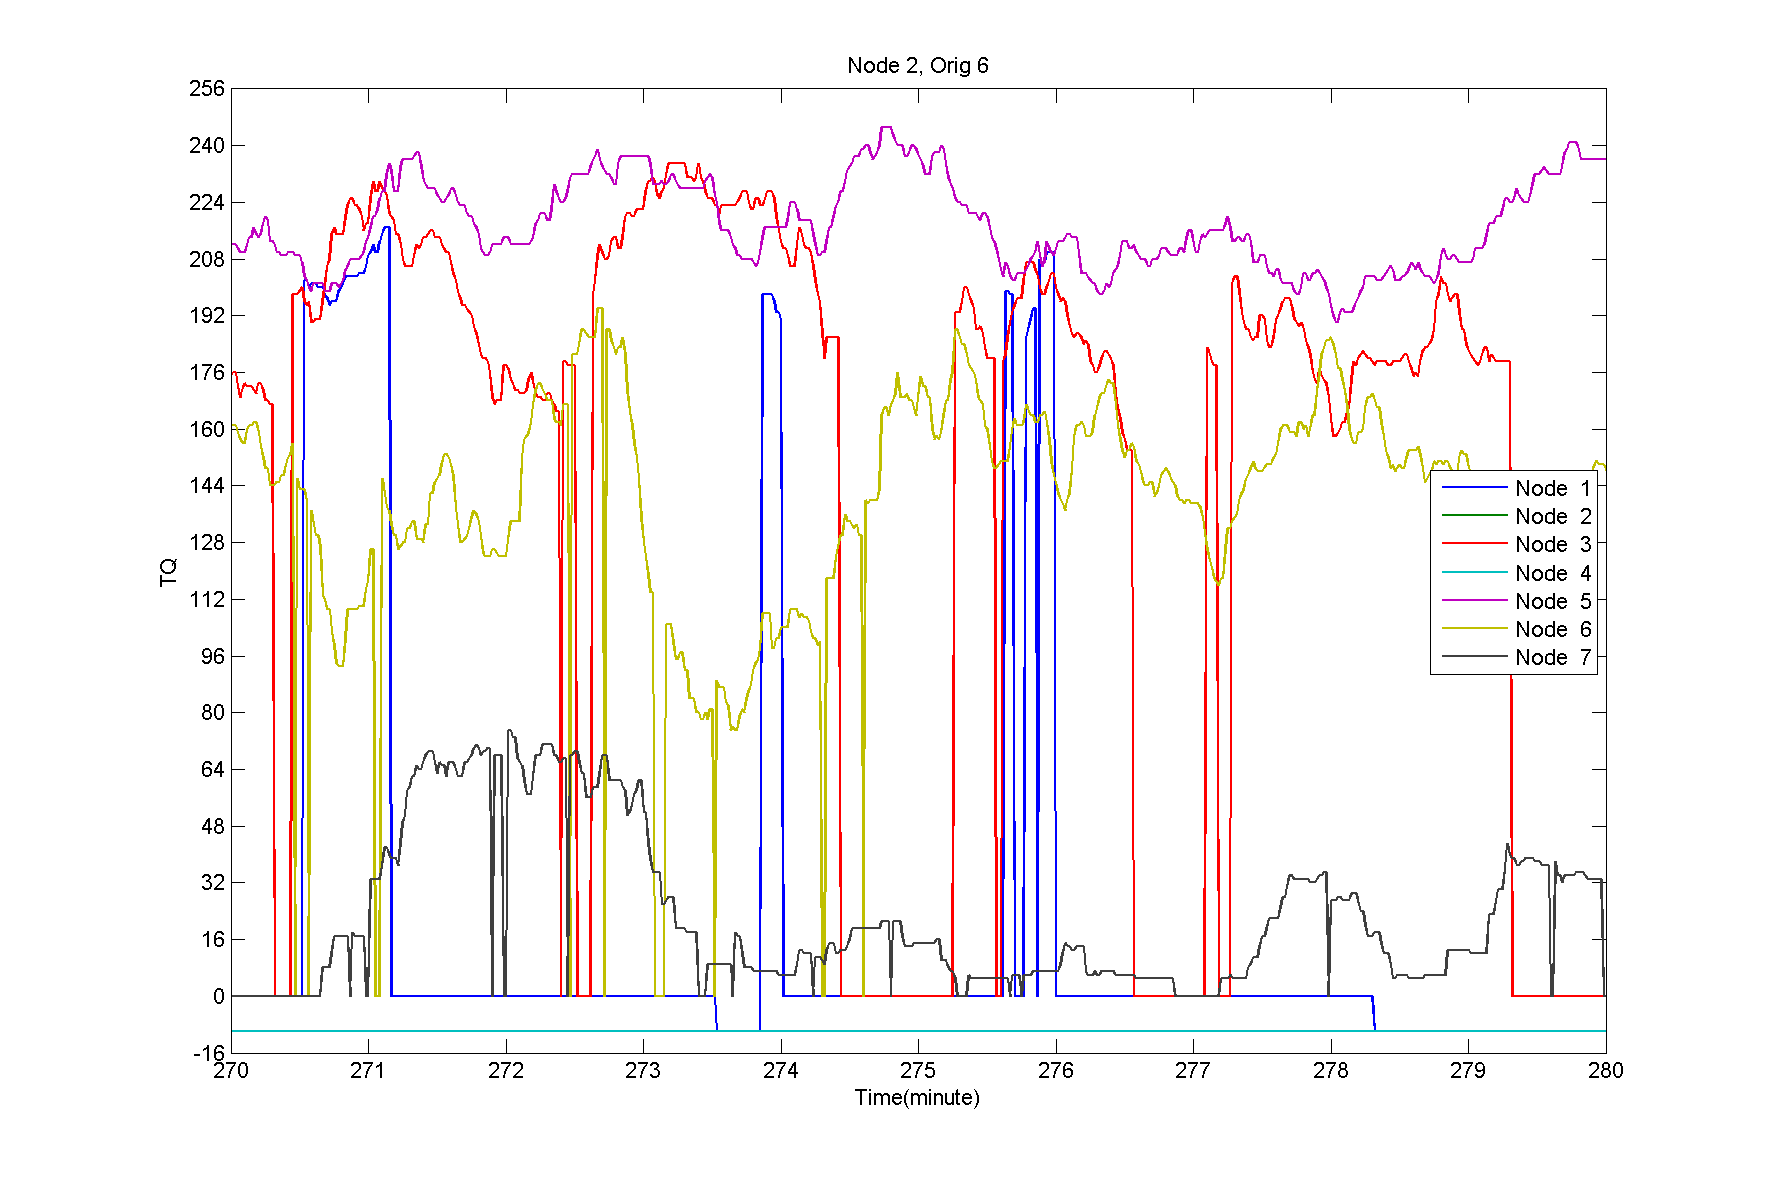 Node 2, Orig 6
256
240
224
208
192
176
160
144
128
112
96
80
64
48
32
16
0
-16
TQ
Node 1
Node 2
Node 3
Node 4
Node 5
Node 6
Node 7
270 271 272 273 274 275 276 277 278 279 280
Time(minute)